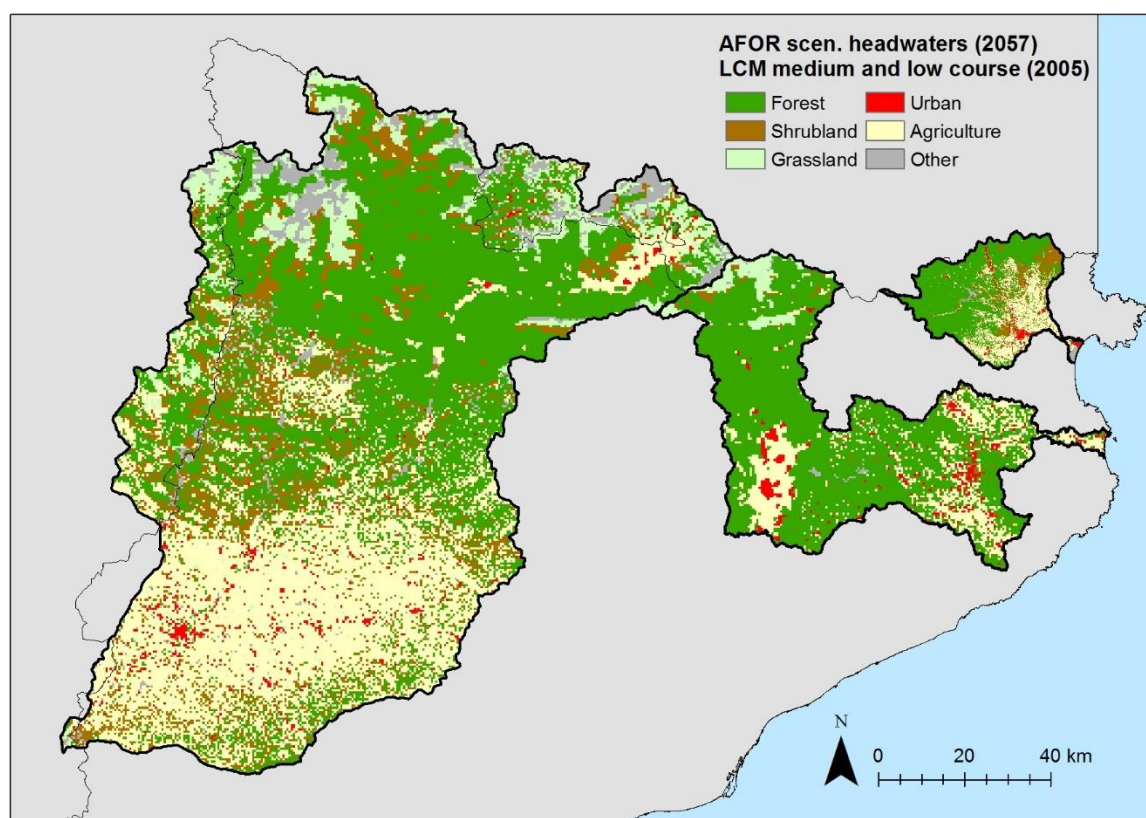 AFOR scen. headwaters (2057)
LCM medium and low course (2005)
Forest Urban
Shrubland Agriculture
Grassland Other
N
0 20 40 km